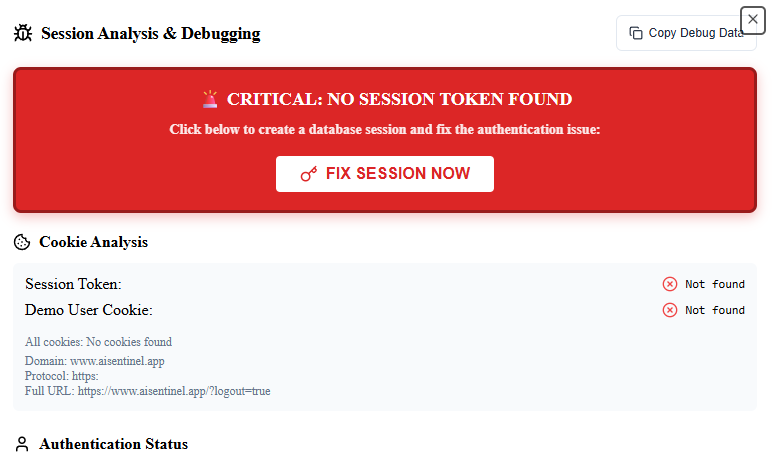 Session Analysis & Debugging
Copy Debug Data
🚨 CRITICAL: NO SESSION TOKEN FOUND
Click below to create a database session and fix the authentication issue:
FIX SESSION NOW
Cookie Analysis
Session Token: Not found
Demo User Cookie: Not found
All cookies: No cookies found
Domain: www.aisentinel.app
Protocol: https:
Full URL: https://www.aisentinel.app/?logout=true
Authentication Status